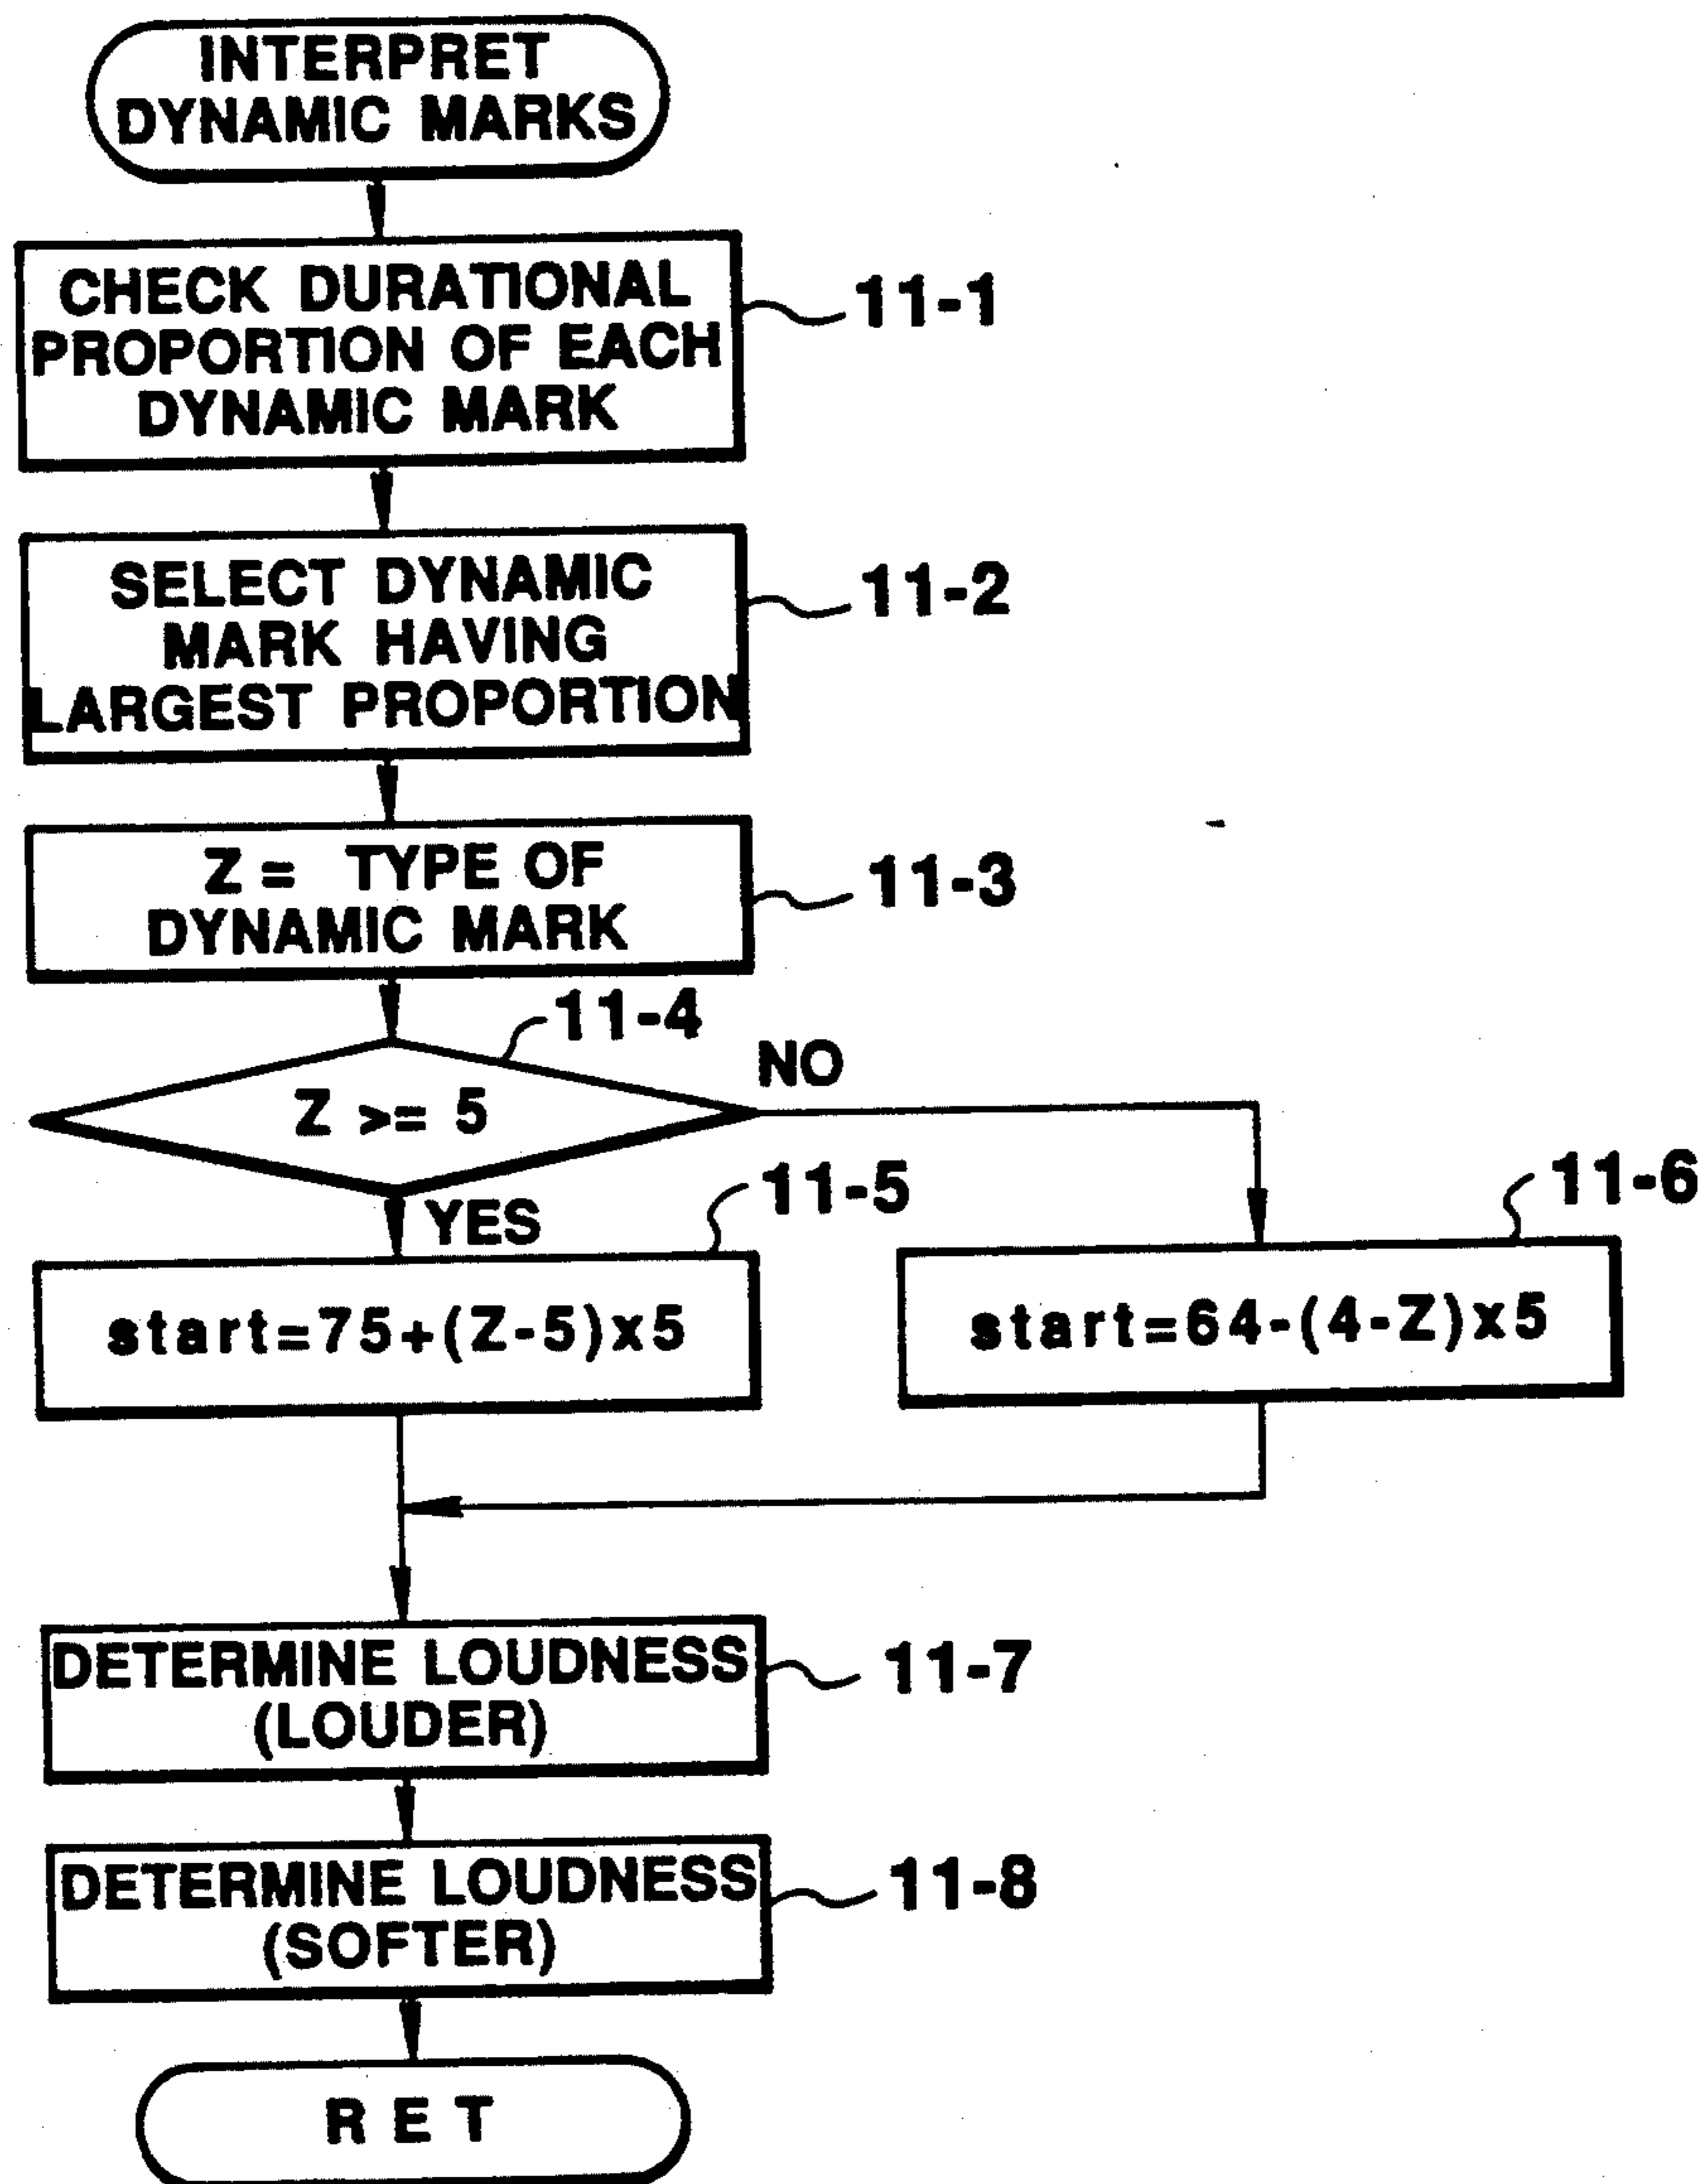 INTERPRET
DYNAMIC MARKS
CHECK DURATIONAL
PROPORTION OF EACH
DYNAMIC MARK
11-1
SELECT DYNAMIC
MARK HAVING
LARGEST PROPORTION
11-2
Z = TYPE OF
DYNAMIC MARK
11-3
11-4
Z >= 5
NO
YES
11-5
start=75+(Z-5)x5
11-6
start=64-(4-Z)x5
DETERMINE LOUDNESS
(LOUDER)
11-7
DETERMINE LOUDNESS
(SOFTER)
11-8
RET